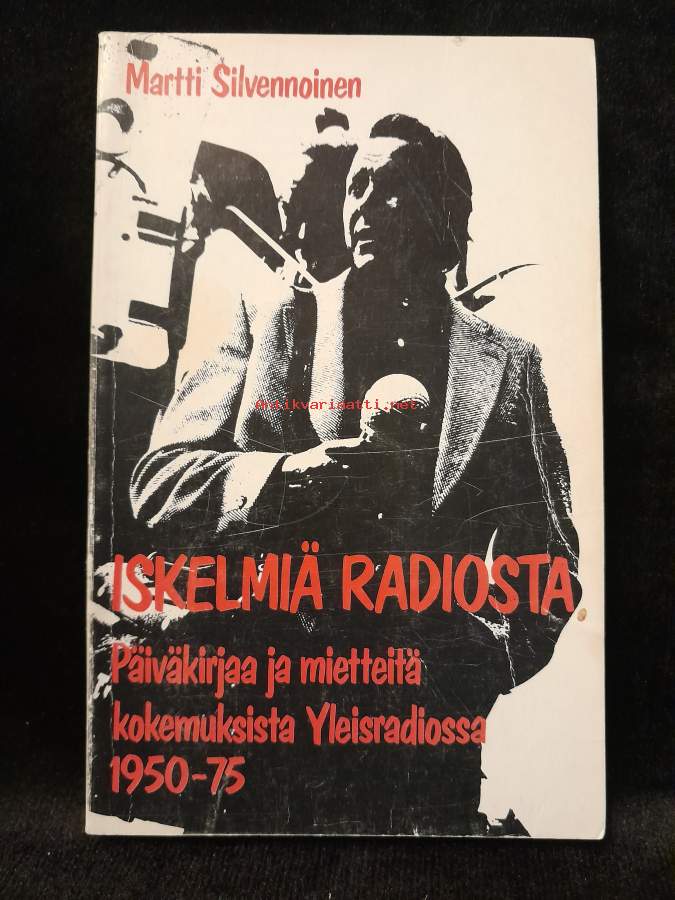 Martti Silvennoinen
Antikvariaatti.net
ISKELMIÄ RADIOSTA
Päiväkirjaa ja mietteitä
kokemuksista Yleisradiossa
1950-75